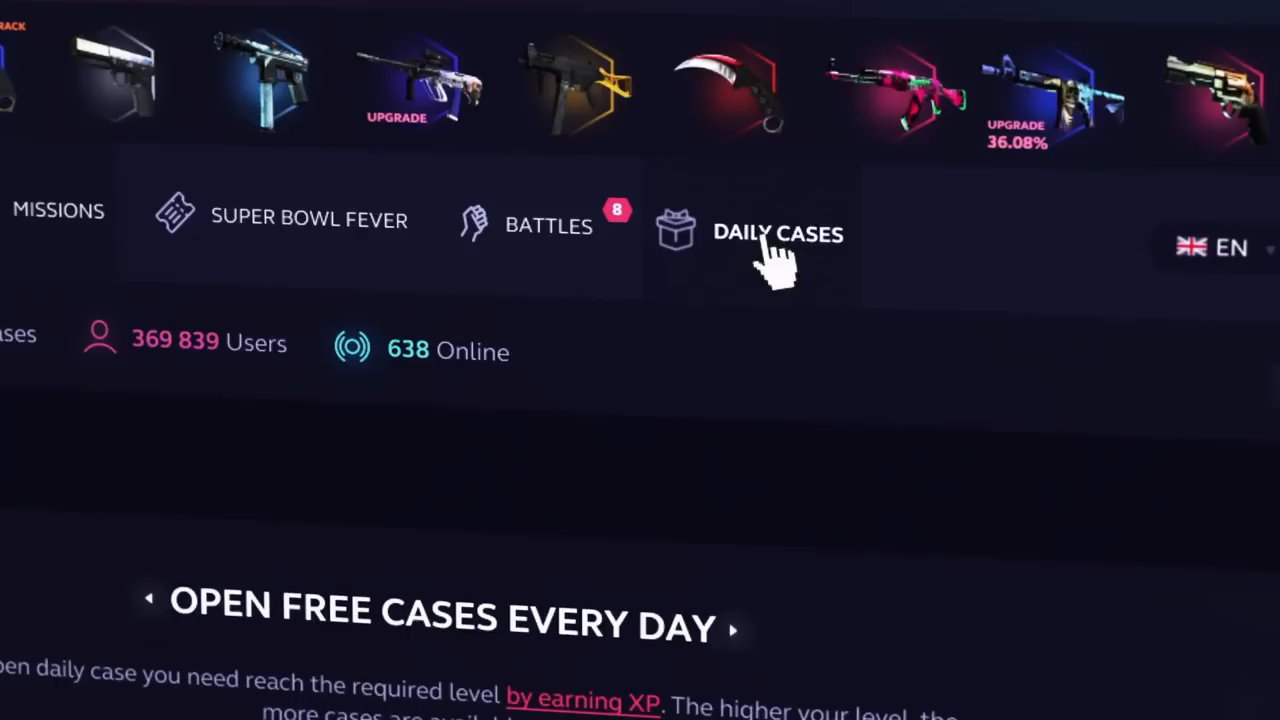 RACK
UPGRADE
UPGRADE
36.08%
MISSIONS
SUPER BOWL FEVER
BATTLES
8
DAILY CASES
EN
369 839 Users
638 Online
OPEN FREE CASES EVERY DAY
daily case you need reach the required level by earning XP. The higher your level, the
more cases are